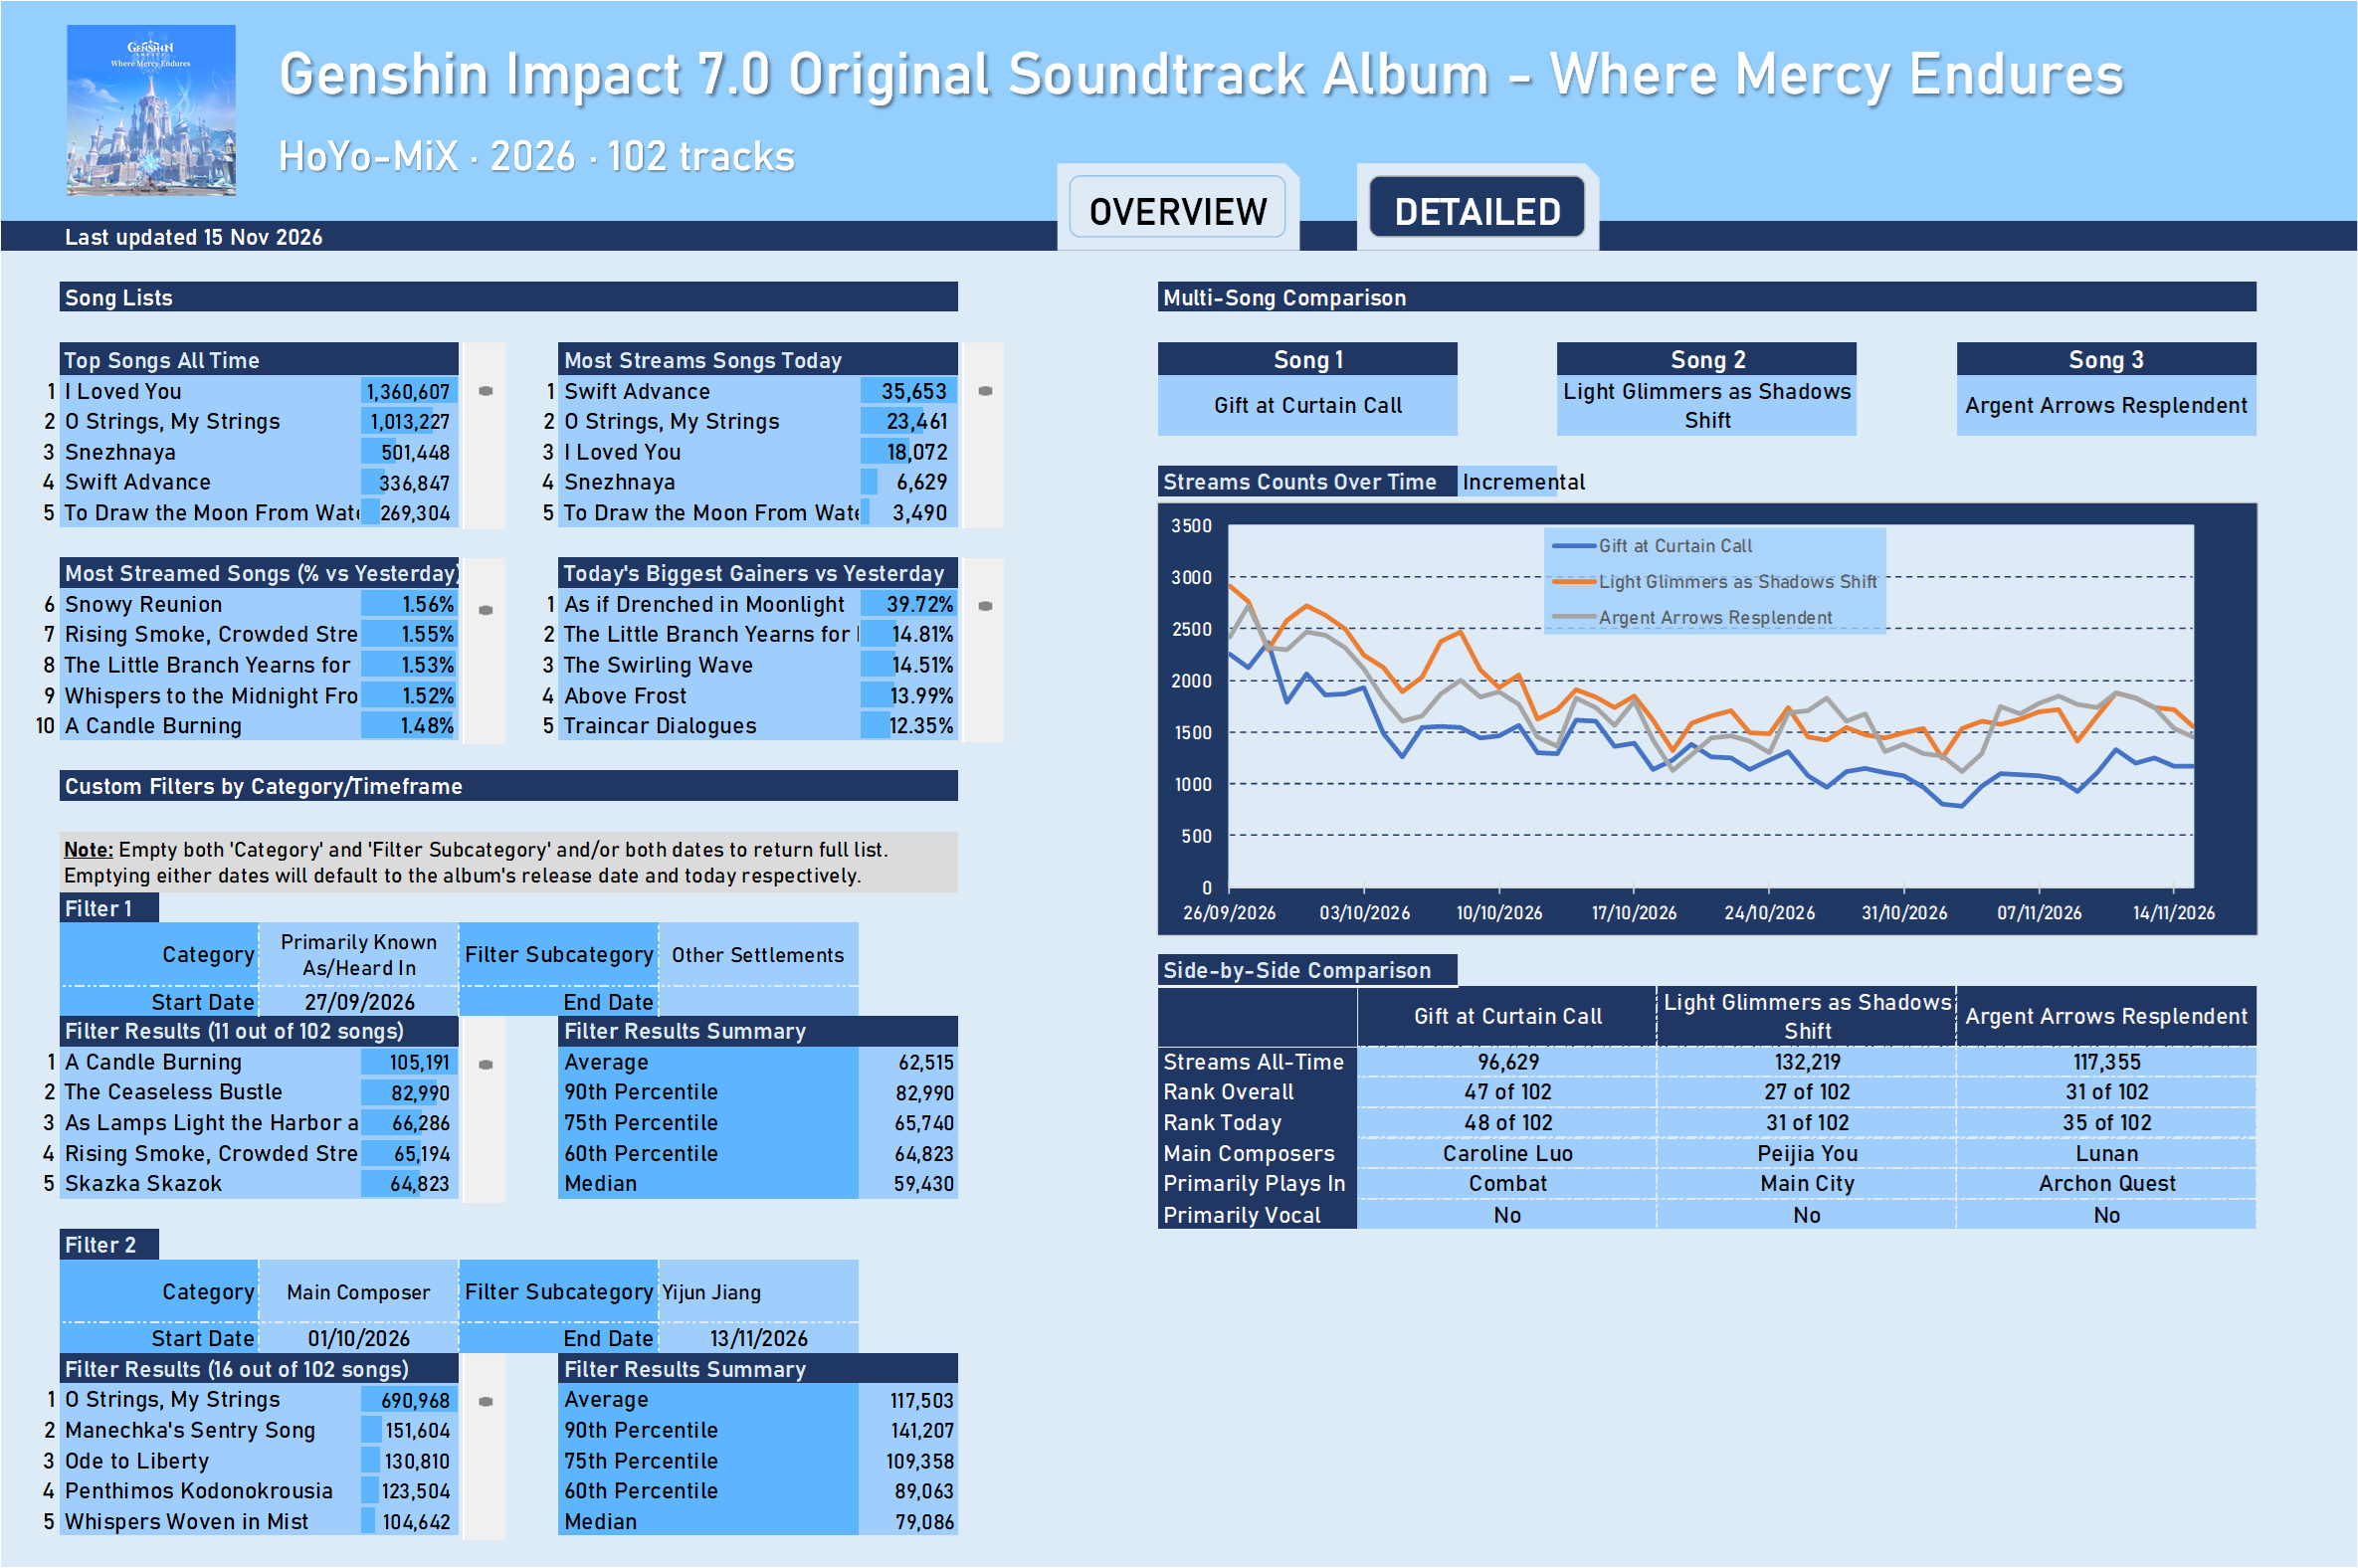 GENSHIN
IMPACT
Where Mercy Endures
Genshin Impact 7.0 Original Soundtrack Album - Where Mercy Endures
HoYo-MiX · 2026 · 102 tracks
OVERVIEW
DETAILED
Last updated 15 Nov 2026
Song Lists
Top Songs All Time
1 I Loved You 1,360,607
2 O Strings, My Strings 1,013,227
3 Snezhnaya 501,448
4 Swift Advance 336,847
5 To Draw the Moon From Wate 269,304
Most Streams Songs Today
1 Swift Advance 35,653
2 O Strings, My Strings 23,461
3 I Loved You 18,072
4 Snezhnaya 6,629
5 To Draw the Moon From Wate 3,490
Most Streamed Songs (% vs Yesterday)
6 Snowy Reunion 1.56%
7 Rising Smoke, Crowded Stre 1.55%
8 The Little Branch Yearns for 1.53%
9 Whispers to the Midnight Fro 1.52%
10 A Candle Burning 1.48%
Today's Biggest Gainers vs Yesterday
1 As if Drenched in Moonlight 39.72%
2 The Little Branch Yearns for 14.81%
3 The Swirling Wave 14.51%
4 Above Frost 13.99%
5 Traincar Dialogues 12.35%
Custom Filters by Category/Timeframe
Note: Empty both 'Category' and 'Filter Subcategory' and/or both dates to return full list.
Emptying either dates will default to the album's release date and today respectively.
Filter 1
Category Primarily Known
As/Heard In
Filter Subcategory Other Settlements
Start Date 27/09/2026 End Date
Filter Results (11 out of 102 songs)
1 A Candle Burning 105,191
2 The Ceaseless Bustle 82,990
3 As Lamps Light the Harbor a 66,286
4 Rising Smoke, Crowded Stre 65,194
5 Skazka Skazok 64,823
Filter Results Summary
Average 62,515
90th Percentile 82,990
75th Percentile 65,740
60th Percentile 64,823
Median 59,430
Filter 2
Category Main Composer Filter Subcategory Yijun Jiang
Start Date 01/10/2026 End Date 13/11/2026
Filter Results (16 out of 102 songs)
1 O Strings, My Strings 690,968
2 Manechka's Sentry Song 151,604
3 Ode to Liberty 130,810
4 Penthimos Kodonokrousia 123,504
5 Whispers Woven in Mist 104,642
Filter Results Summary
Average 117,503
90th Percentile 141,207
75th Percentile 109,358
60th Percentile 89,063
Median 79,086
Multi-Song Comparison
Song 1
Gift at Curtain Call
Song 2
Light Glimmers as Shadows
Shift
Song 3
Argent Arrows Resplendent
Streams Counts Over Time Incremental
Gift at Curtain Call
Light Glimmers as Shadows Shift
Argent Arrows Resplendent
3500
3000
2500
2000
1500
1000
500
0
26/09/2026 03/10/2026 10/10/2026 17/10/2026 24/10/2026 31/10/2026 07/11/2026 14/11/2026
Side-by-Side Comparison
Gift at Curtain Call
Light Glimmers as Shadows
Shift
Argent Arrows Resplendent
Streams All-Time 96,629 132,219 117,355
Rank Overall 47 of 102 27 of 102 31 of 102
Rank Today 48 of 102 31 of 102 35 of 102
Main Composers Caroline Luo Peijia You Lunan
Primarily Plays In Combat Main City Archon Quest
Primarily Vocal No No No